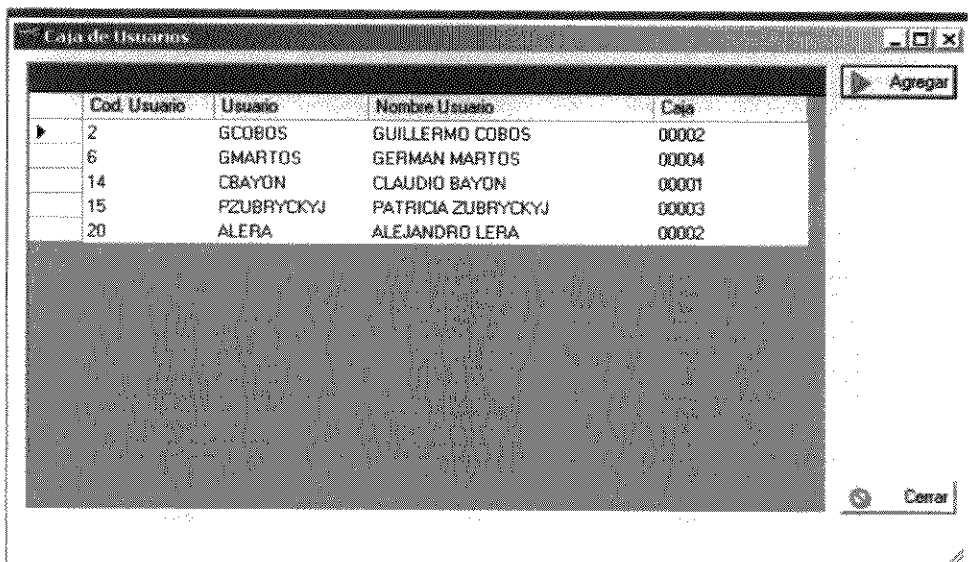 Caja de Usuarios
Agregar
Cod. Usuario Usuario Nombre Usuario Caja
2 GCOBOS GUILLERMO COBOS 00002
6 GMARTOS GERMAN MARTOS 00004
14 CBAYON CLAUDIO BAYON 00001
15 PZUBRYCKYJ PATRICIA ZUBRYCKYJ 00003
20 ALERA ALEJANDRO LERA 00002
Cerrar